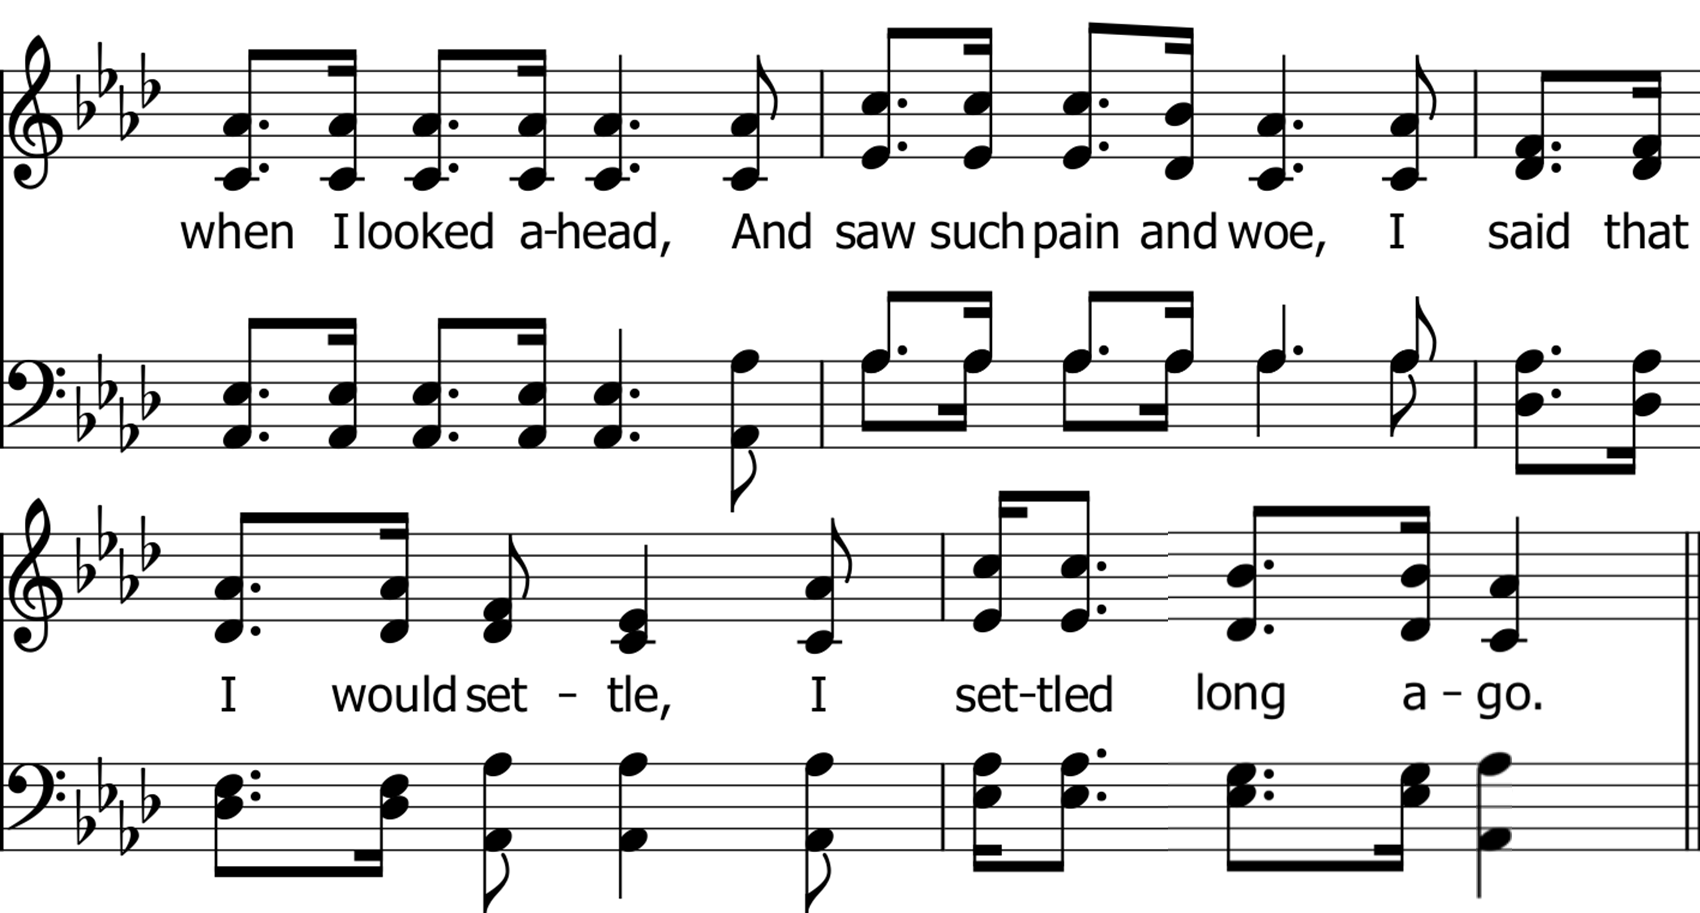 when I looked a-head, And saw such pain and woe, I said that
I would set - tle, I set-tled long a - go.